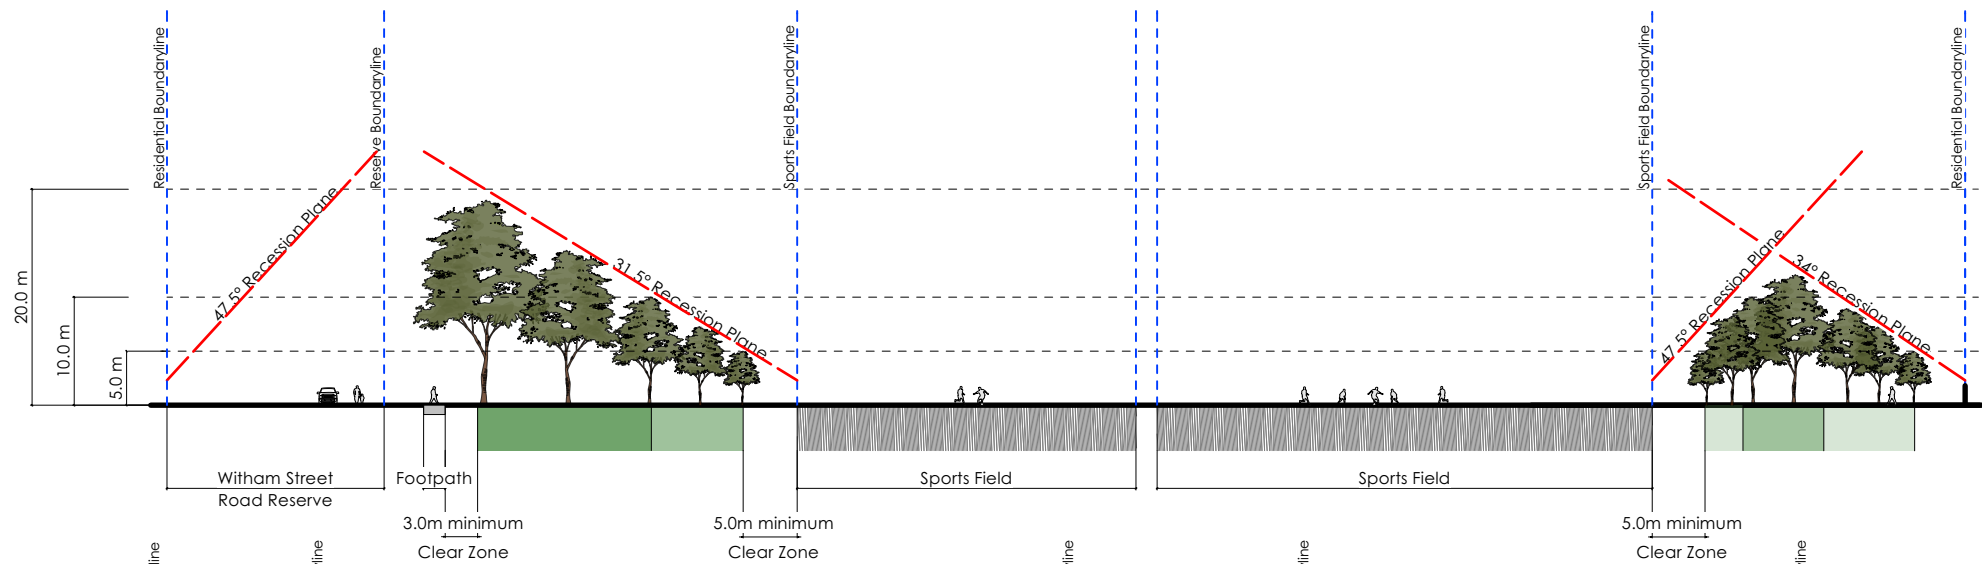 Residential Boundaryline
Reserve Boundaryline
Sports Field Boundaryline
Sports Field Boundaryline
Residential Boundaryline
47.5° Recession Plane
31.5° Recession Plane
47.5° Recession Plane
34° Recession Plane
20.0 m
10.0 m
5.0 m
Witham Street
Road Reserve
Footpath
Sports Field
Sports Field
3.0m minimum
Clear Zone
5.0m minimum
Clear Zone
5.0m minimum
Clear Zone